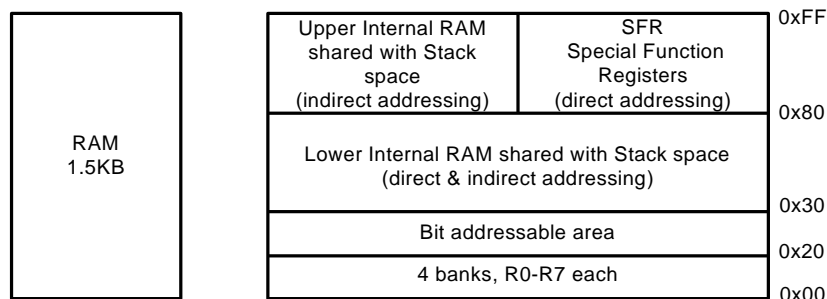 RAM
1.5KB
Upper Internal RAM
shared with Stack
space
(indirect addressing)
SFR
Special Function
Registers
(direct addressing)
0xFF
0x80
Lower Internal RAM shared with Stack space
(direct & indirect addressing)
0x30
Bit addressable area
0x20
4 banks, R0-R7 each
0x00